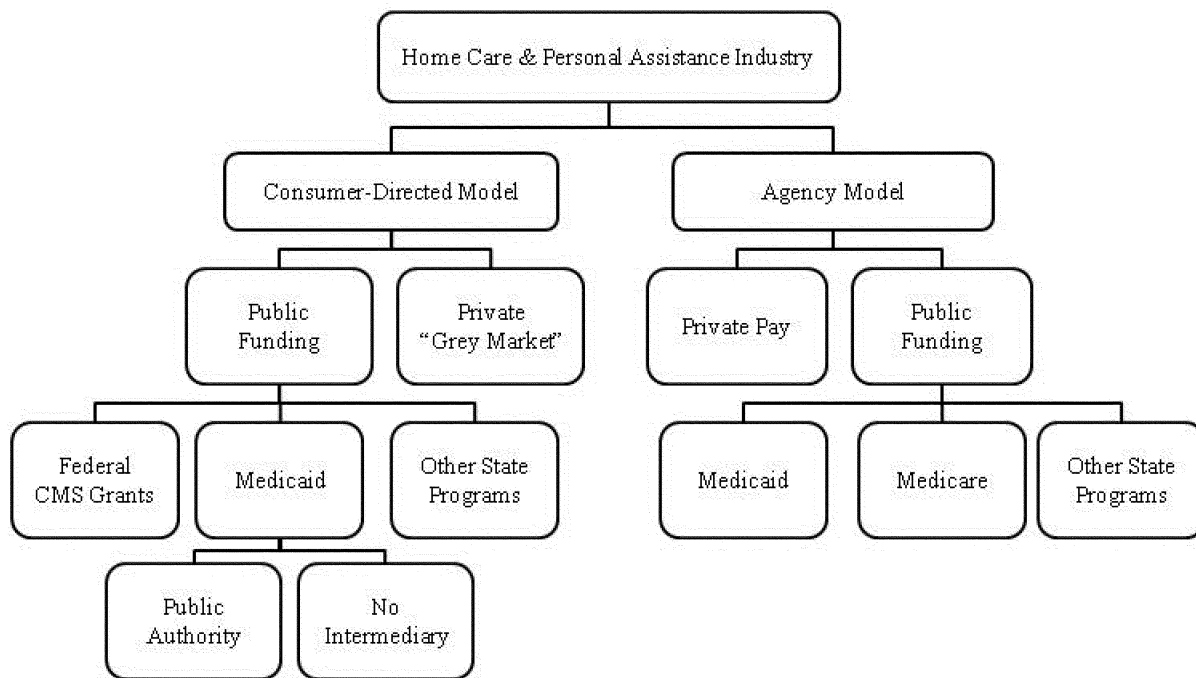 Home Care & Personal Assistance Industry
Consumer-Directed Model
Agency Model
Public
Funding
Private
“Grey Market”
Private Pay
Public
Funding
Federal
CMS Grants
Medicaid
Other State
Programs
Medicaid
Medicare
Other State
Programs
Public
Authority
No
Intermediary